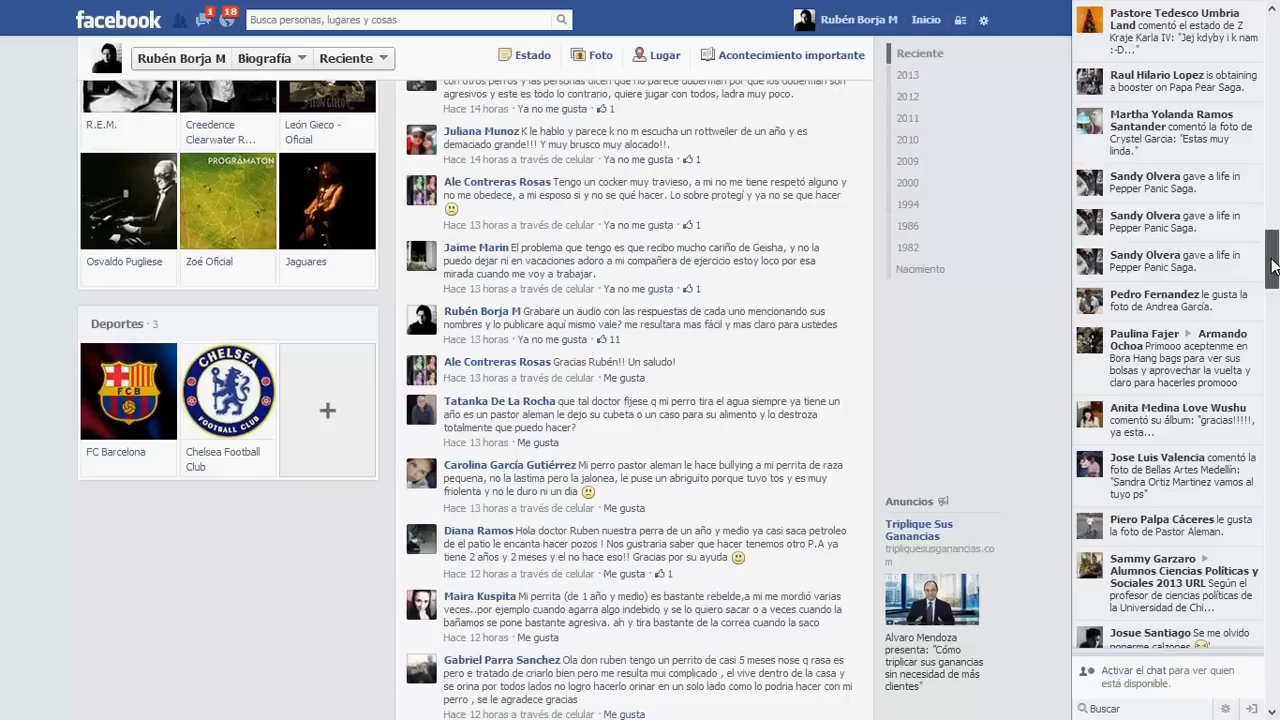 facebook
1
18
Busca personas, lugares y cosas
Rubén Borja M
Inicio
Rubén Borja M
Biografía
Reciente
Estado
Foto
Lugar
Acontecimiento importante
R.E.M.
Creedence
Clearwater R...
LEÓN GIECO
León Gieco -
Oficial
PROGRAMATON
Osvaldo Pugliese
Zoé Oficial
Jaguares
Deportes · 3
FCB
CHELSEA
FOOTBALL CLUB
FC Barcelona
Chelsea Football
Club
con otros perros y las personas dicen que no parece doberman por que los doberman son
agresivos y este es todo lo contrario, quiere jugar con todos, ladra muy poco.
Hace 14 horas · Ya no me gusta · 1
Juliana Munoz K le hablo y parece k no m escucha un rottweiler de un año y es
demaciado grande!!! Y muy brusco muy alocado!!.
Hace 14 horas a través de celular · Ya no me gusta · 1
Ale Contreras Rosas Tengo un cocker muy travieso, a mi no me tiene respetó alguno y
no me obedece, a mi esposo si y no se qué hacer. Lo sobre protegí y ya no se que hacer
Hace 13 horas a través de celular · Ya no me gusta · 1
Jaime Marin El problema que tengo es que recibo mucho cariño de Geisha, y no la
puedo dejar ni en vacaciones adoro a mi compañera de ejercicio estoy loco por esa
mirada cuando me voy a trabajar.
Hace 13 horas a través de celular · Ya no me gusta · 1
Rubén Borja M Grabare un audio con las respuestas de cada uno mencionando sus
nombres y lo publicare aquí mismo vale? me resultara mas fácil y mas claro para ustedes
Hace 13 horas · Ya no me gusta · 11
Ale Contreras Rosas Gracias Rubén!! Un saludo!
Hace 13 horas a través de celular · Me gusta
Tatanka De La Rocha que tal doctor fijese q mi perro tira el agua siempre ya tiene un
año es un pastor aleman le dejo su cubeta o un caso para su alimento y lo destroza
totalmente que puedo hacer?
Hace 13 horas · Me gusta
Carolina García Gutiérrez Mi perro pastor aleman le hace bullying a mi perrita de raza
pequena, no la lastima pero la jalonea, le puse un abriguito porque tuvo tos y es muy
friolenta y no le duro ni un dia
Hace 13 horas a través de celular · Me gusta
Diana Ramos Hola doctor Ruben nuestra perra de un año y medio ya casi saca petroleo
de el patio le encanta hacer pozos ! Nos gustraria saber que hacer tenemos otro P.A ya
tiene 2 años y 2 meses y el no hace eso!! Gracias por su ayuda
Hace 12 horas a través de celular · Me gusta · 1
Maira Kuspita Mi perrita (de 1 año y medio) es bastante rebelde,a mi me mordió varias
veces..por ejemplo cuando agarra algo indebido y se lo quiero sacar o a veces cuando la
bañamos se pone bastante agresiva. ah y tira bastante de la correa cuando la saco
Hace 12 horas · Me gusta
Gabriel Parra Sanchez Ola don ruben tengo un perrito de casi 5 meses nose q rasa es
pero e tratado de criarlo bien pero me resulta mui complicado , el vive dentro de la casa y
se orina por todos lados no logro hacerlo orinar en un solo lado como lo podria hacer con mi
perro , se le agradece gracias
Hace 12 horas a través de celular · Me gusta
Reciente
2013
2012
2011
2010
2009
2000
1994
1986
1982
Nacimiento
Anuncios
Triplique Sus
Ganancias
tripliquesusganancias.co
m
Alvaro Mendoza
presenta: "Cómo
triplicar sus ganancias
sin necesidad de más
clientes"
Pastore Tedesco Umbria
Land comentó el estado de Z
Kraje Karla IV: "Jej kdyby i k nam
:-D...
Raul Hilario Lopez is obtaining
a booster on Papa Pear Saga.
Martha Yolanda Ramos
Santander comentó la foto de
Cryste Garcia: "Estas muy
linda."
Sandy Olvera gave a life in
Pepper Panic Saga.
Sandy Olvera gave a life in
Pepper Panic Saga.
Sandy Olvera gave a life in
Pepper Panic Saga.
Pedro Fernandez le gusta la
foto de Andrea García.
Paulina Fajer Armando
Ochoa Primooo aceptenme en
Boro Hang bags para ver sus
bolsas y aprovechar la visita y
claro para hacerles promooo
Anita Medina Love Wushu
comentó su álbum: "gracias!!!!!,
ya esta...
Jose Luis Valencia comentó la
foto de Bellas Artes Medellín:
"Sandra Ortiz Martinez vamos al
tuyo ps"
Piero Palpa Cáceres le gusta
la foto de Pastor Aleman.
Sammy Garzaro
Alumnos Ciencias Políticas y
Sociales 2013 URL Según el
profesor de ciencias políticas de
la Universidad de Chi...
Josue Santiago Se me olvido
ponerme calzones
Activar el chat para ver quien
está disponible.
Buscar